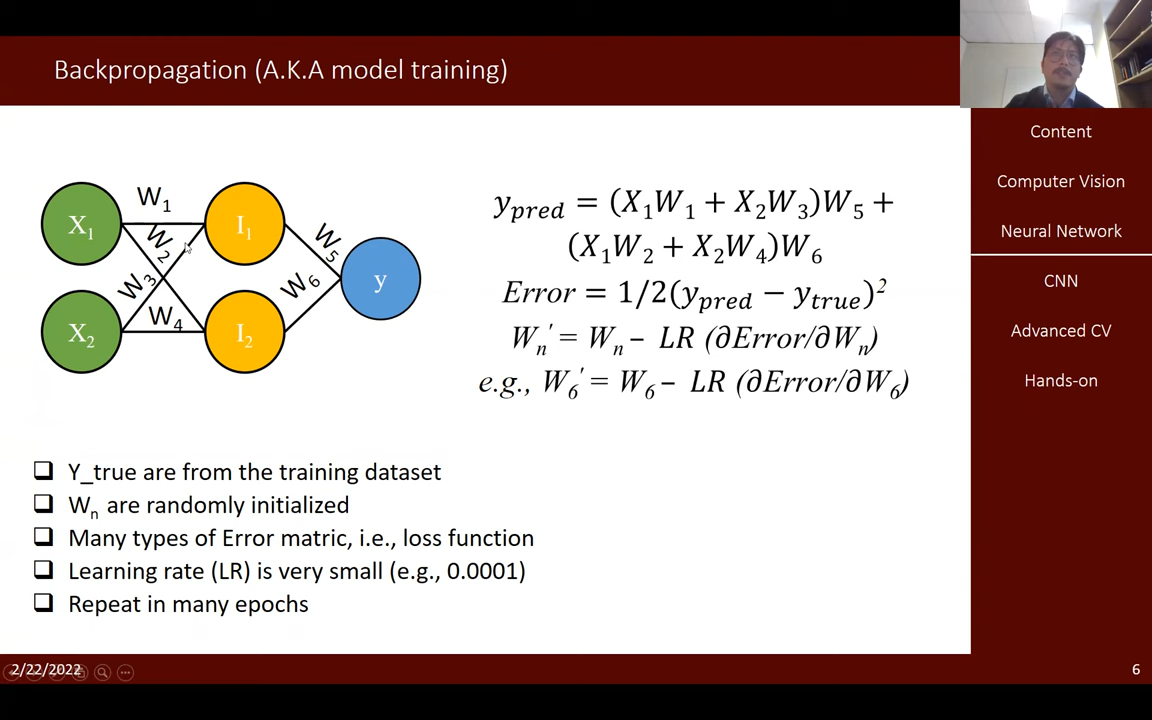 Backpropagation (A.K.A model training)
Content
Computer Vision
Neural Network
CNN
Advanced CV
Hands-on
X₁
X₂
W₁
W₂
W₃
W₄
I₁
I₂
W₅
W₆
y
y_pred = (X₁W₁ + X₂W₃)W₅ +
(X₁W₂ + X₂W₄)W₆
Error = 1/2(y_pred − y_true)²
Wₙ′ = Wₙ – LR (∂Error/∂Wₙ)
e.g., W₆′ = W₆ – LR (∂Error/∂W₆)
❑ Y_true are from the training dataset
❑ Wₙ are randomly initialized
❑ Many types of Error matric, i.e., loss function
❑ Learning rate (LR) is very small (e.g., 0.0001)
❑ Repeat in many epochs
2/22/2022
6